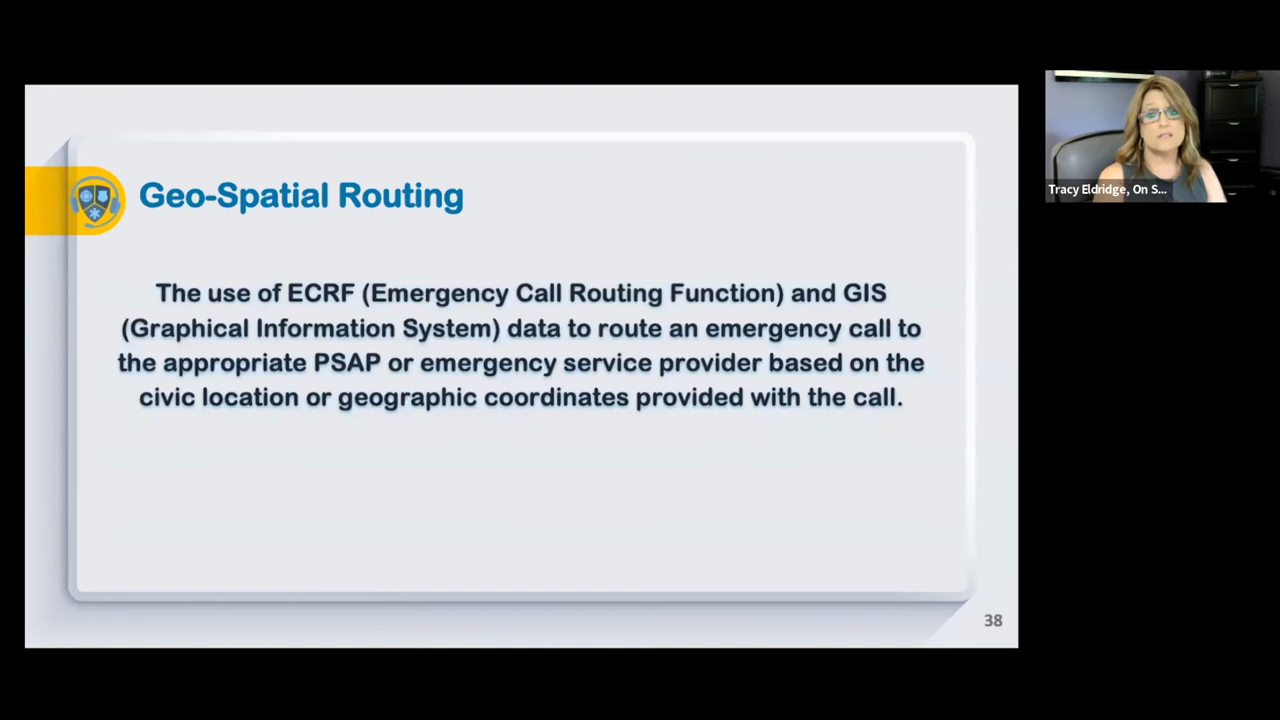 Geo-Spatial Routing
The use of ECRF (Emergency Call Routing Function) and GIS
(Graphical Information System) data to route an emergency call to
the appropriate PSAP or emergency service provider based on the
civic location or geographic coordinates provided with the call.
38
Tracy Eldridge, On S...